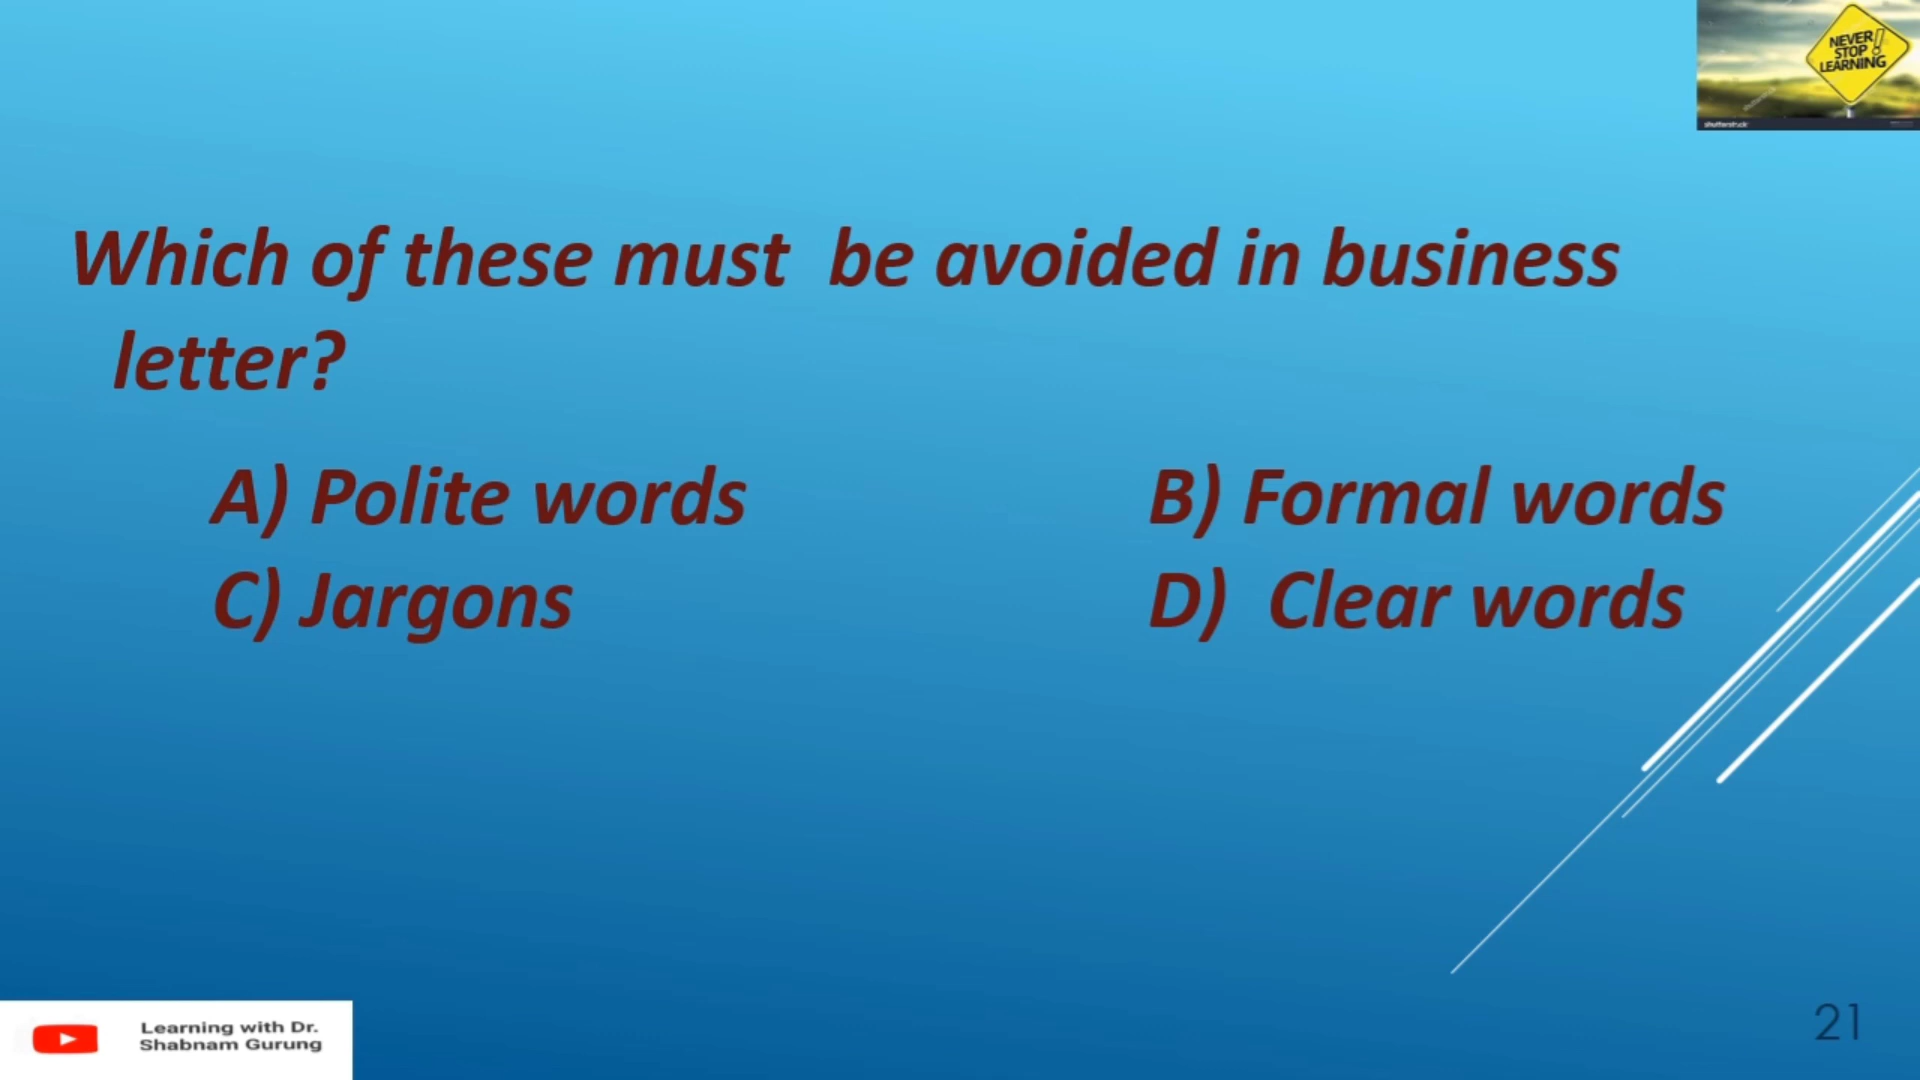 NEVER
STOP !
LEARNING
shutterstock
Which of these must be avoided in business
letter?
A) Polite words B) Formal words
C) Jargons D) Clear words
Learning with Dr.
Shabnam Gurung
21